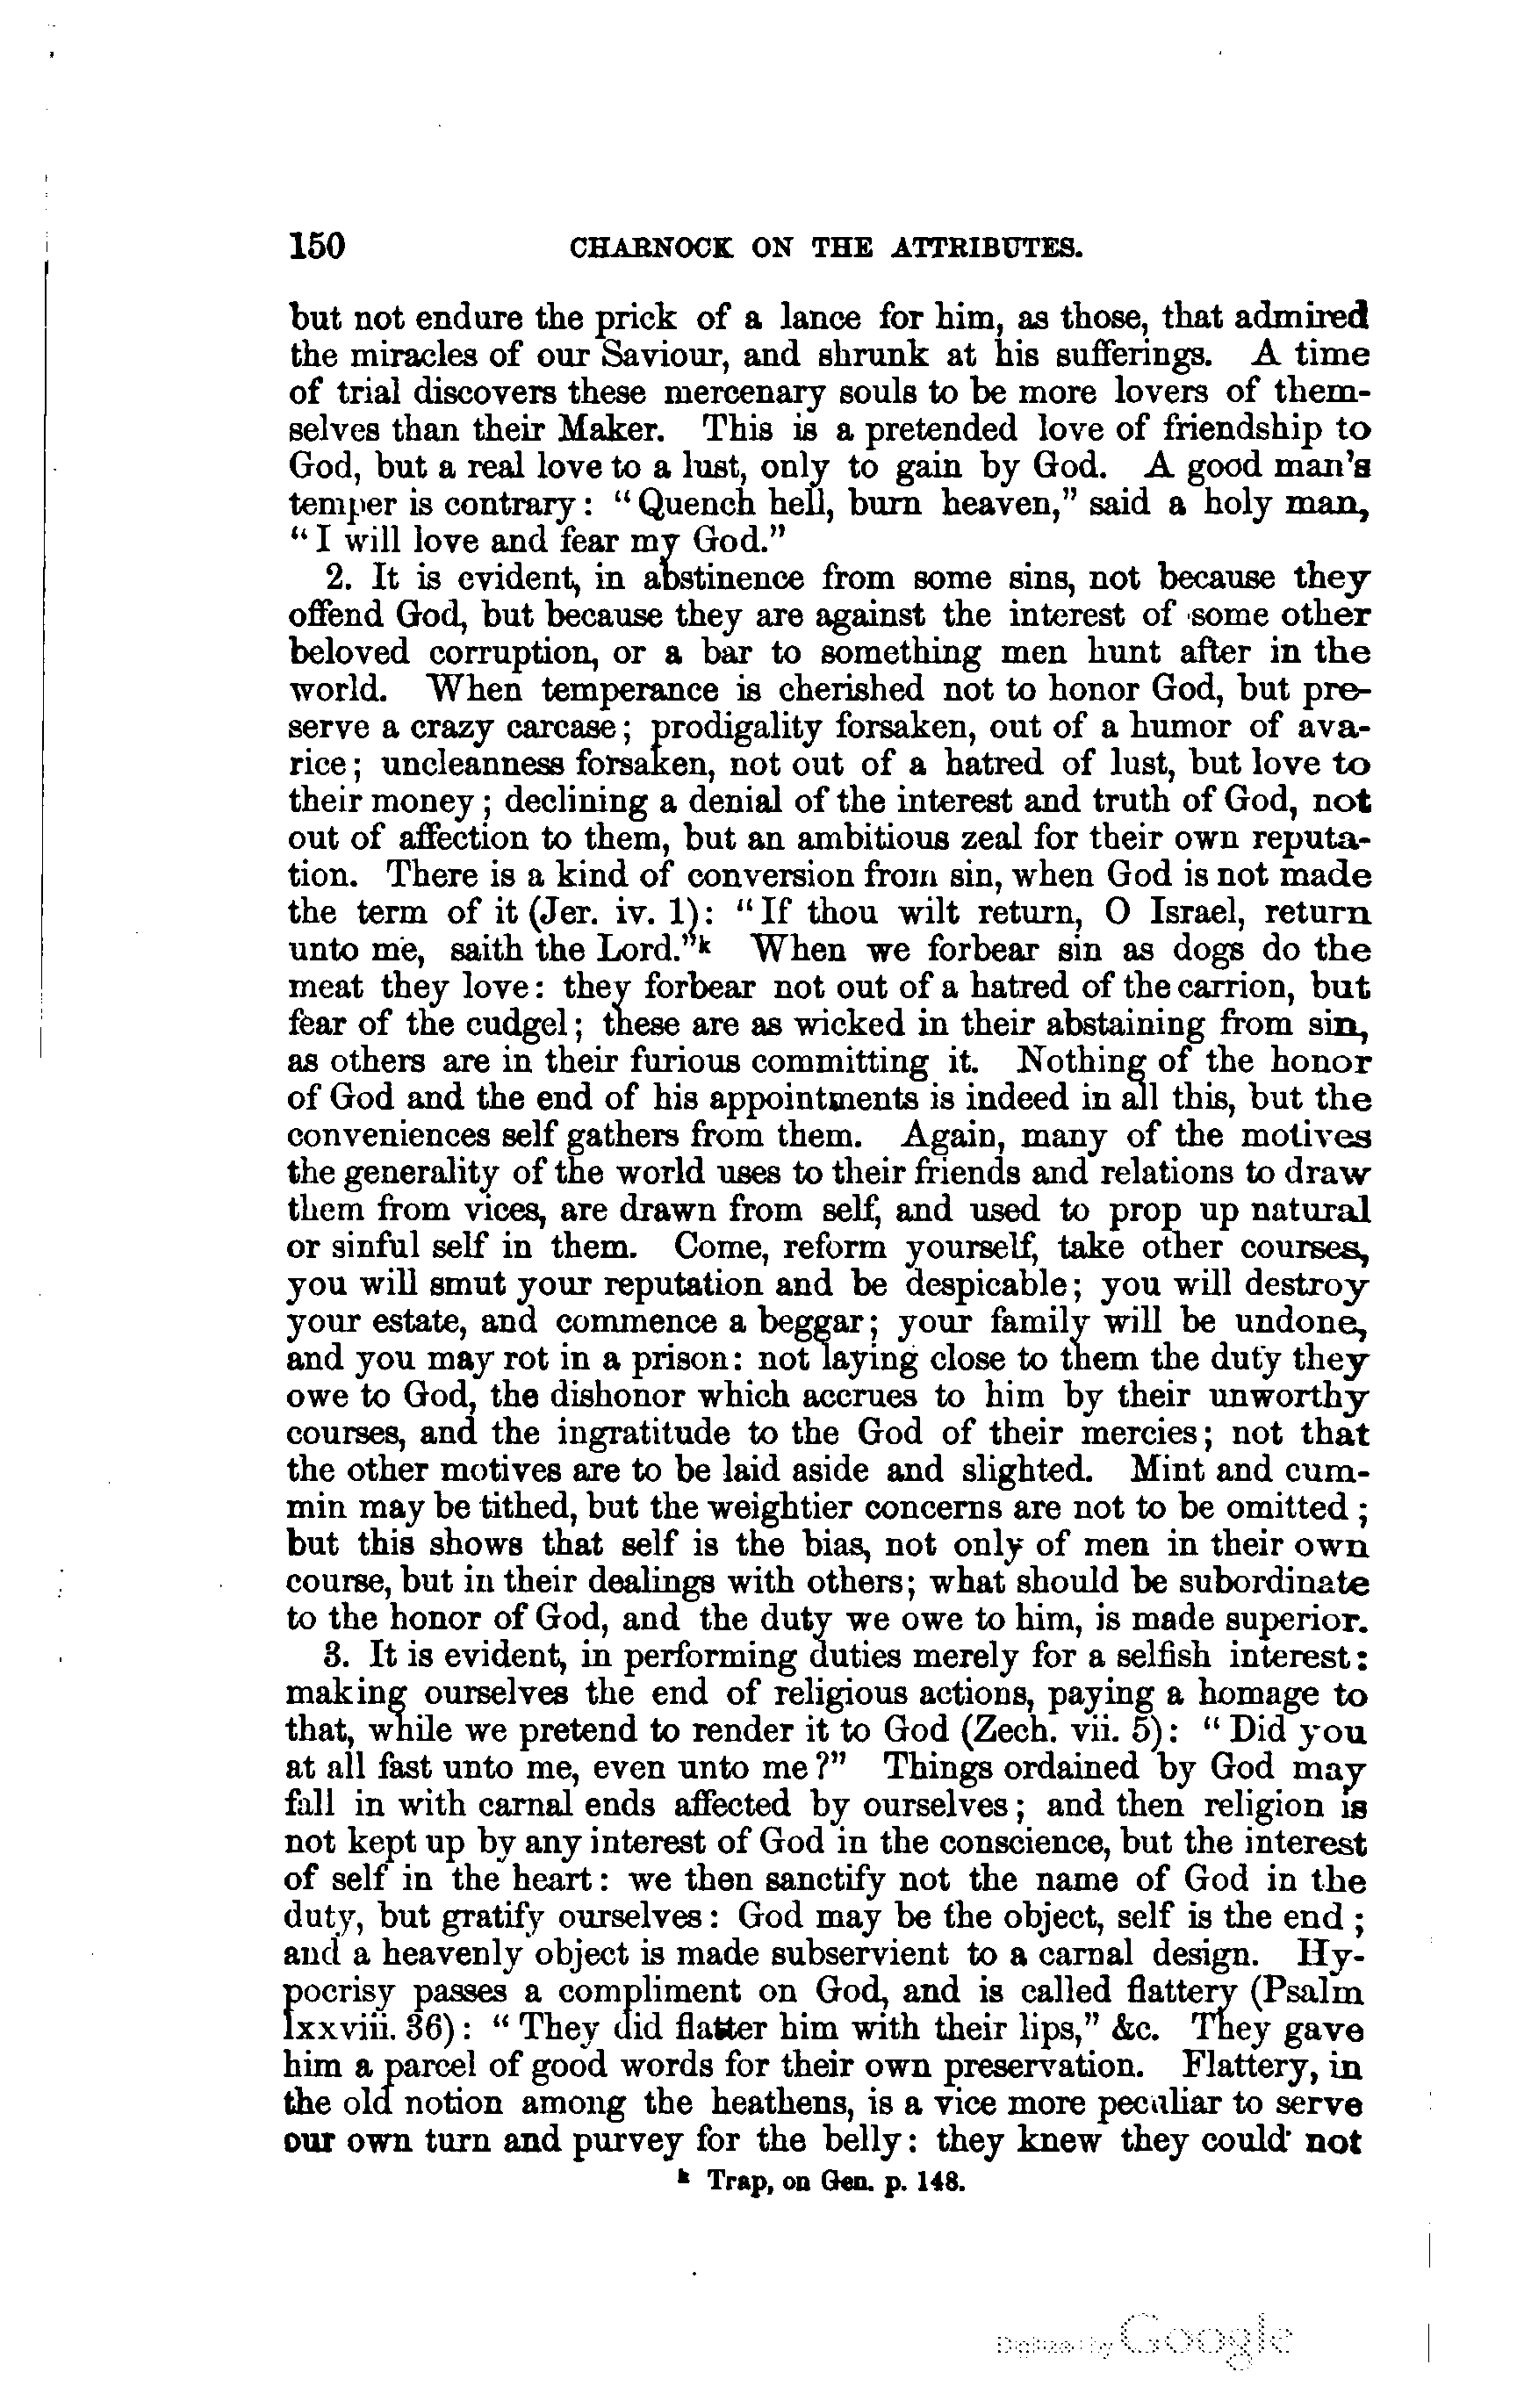 150 CHARNOCK ON THE ATTRIBUTES.
but not endure the prick of a lance for him, as those, that admired
the miracles of our Saviour, and shrunk at his sufferings. A time
of trial discovers these mercenary souls to be more lovers of them-
selves than their Maker. This is a pretended love of friendship to
God, but a real love to a lust, only to gain by God. A good man's
temper is contrary: "Quench hell, burn heaven," said a holy man,
"I will love and fear my God."
2. It is evident, in abstinence from some sins, not because they
offend God, but because they are against the interest of some other
beloved corruption, or a bar to something men hunt after in the
world. When temperance is cherished not to honor God, but pre-
serve a crazy carcase; prodigality forsaken, out of a humor of ava-
rice; uncleanness forsaken, not out of a hatred of lust, but love to
their money; declining a denial of the interest and truth of God, not
out of affection to them, but an ambitious zeal for their own reputa-
tion. There is a kind of conversion from sin, when God is not made
the term of it (Jer. iv. 1): "If thou wilt return, O Israel, return
unto me, saith the Lord."k When we forbear sin as dogs do the
meat they love: they forbear not out of a hatred of the carrion, but
fear of the cudgel; these are as wicked in their abstaining from sin,
as others are in their furious committing it. Nothing of the honor
of God and the end of his appointments is indeed in all this, but the
conveniences self gathers from them. Again, many of the motives
the generality of the world uses to their friends and relations to draw
them from vices, are drawn from self, and used to prop up natural
or sinful self in them. Come, reform yourself, take other courses,
you will smut your reputation and be despicable; you will destroy
your estate, and commence a beggar; your family will be undone,
and you may rot in a prison: not laying close to them the duty they
owe to God, the dishonor which accrues to him by their unworthy
courses, and the ingratitude to the God of their mercies; not that
the other motives are to be laid aside and slighted. Mint and cum-
min may be tithed, but the weightier concerns are not to be omitted;
but this shows that self is the bias, not only of men in their own
course, but in their dealings with others; what should be subordinate
to the honor of God, and the duty we owe to him, is made superior.
3. It is evident, in performing duties merely for a selfish interest:
making ourselves the end of religious actions, paying a homage to
that, while we pretend to render it to God (Zech. vii. 5): "Did you
at all fast unto me, even unto me?" Things ordained by God may
fall in with carnal ends affected by ourselves; and then religion is
not kept up by any interest of God in the conscience, but the interest
of self in the heart: we then sanctify not the name of God in the
duty, but gratify ourselves: God may be the object, self is the end;
and a heavenly object is made subservient to a carnal design. Hy-
pocrisy passes a compliment on God, and is called flattery (Psalm
lxxviii. 36): "They did flatter him with their lips," &c. They gave
him a parcel of good words for their own preservation. Flattery, in
the old notion among the heathens, is a vice more peculiar to serve
our own turn and purvey for the belly: they knew they could not
k Trap, on Gen. p. 148.
Digitized by Google